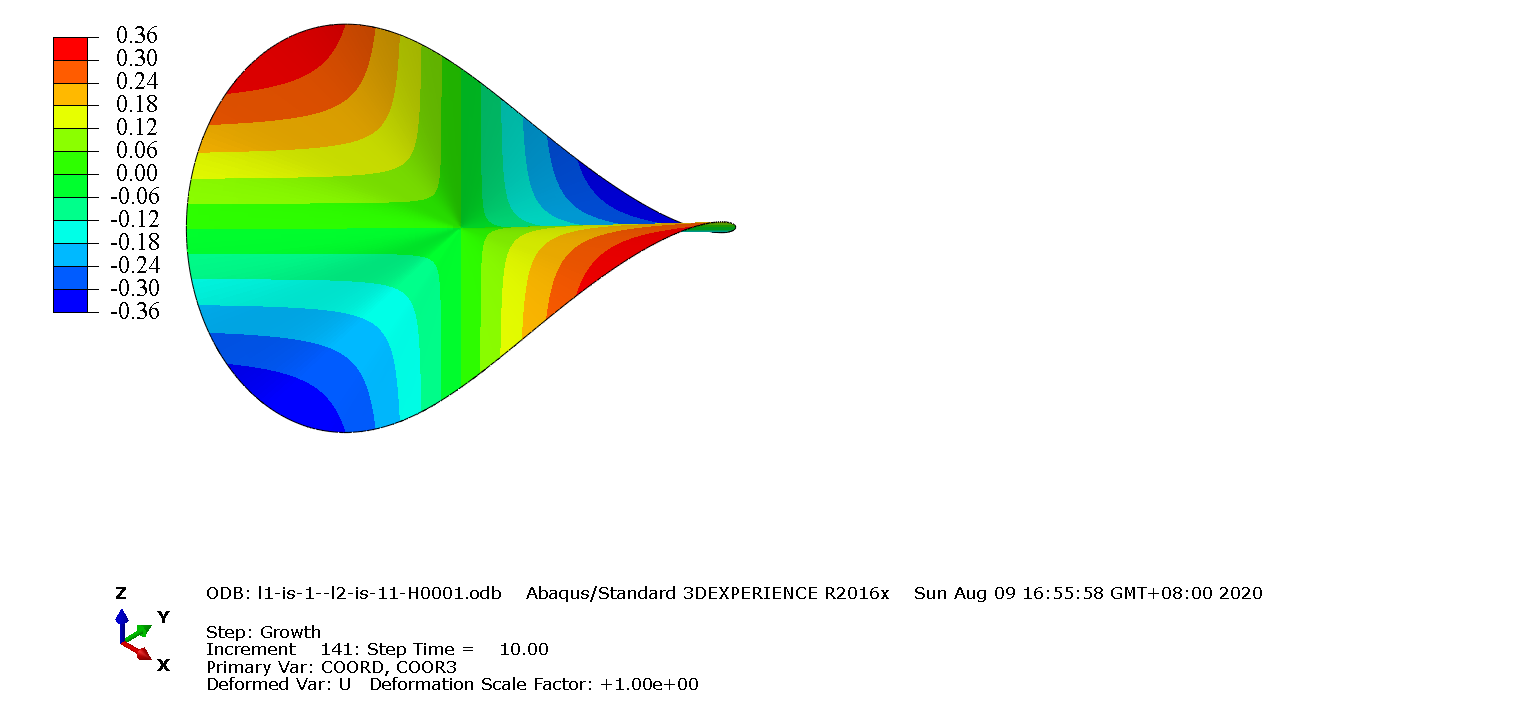 0.36
0.30
0.24
0.18
0.12
0.06
0.00
-0.06
-0.12
-0.18
-0.24
-0.30
-0.36
Z
Y
X
ODB: l1-is-1--l2-is-11-H0001.odb Abaqus/Standard 3DEXPERIENCE R2016x Sun Aug 09 16:55:58 GMT+08:00 2020
Step: Growth
Increment 141: Step Time = 10.00
Primary Var: COORD, COOR3
Deformed Var: U Deformation Scale Factor: +1.00e+00